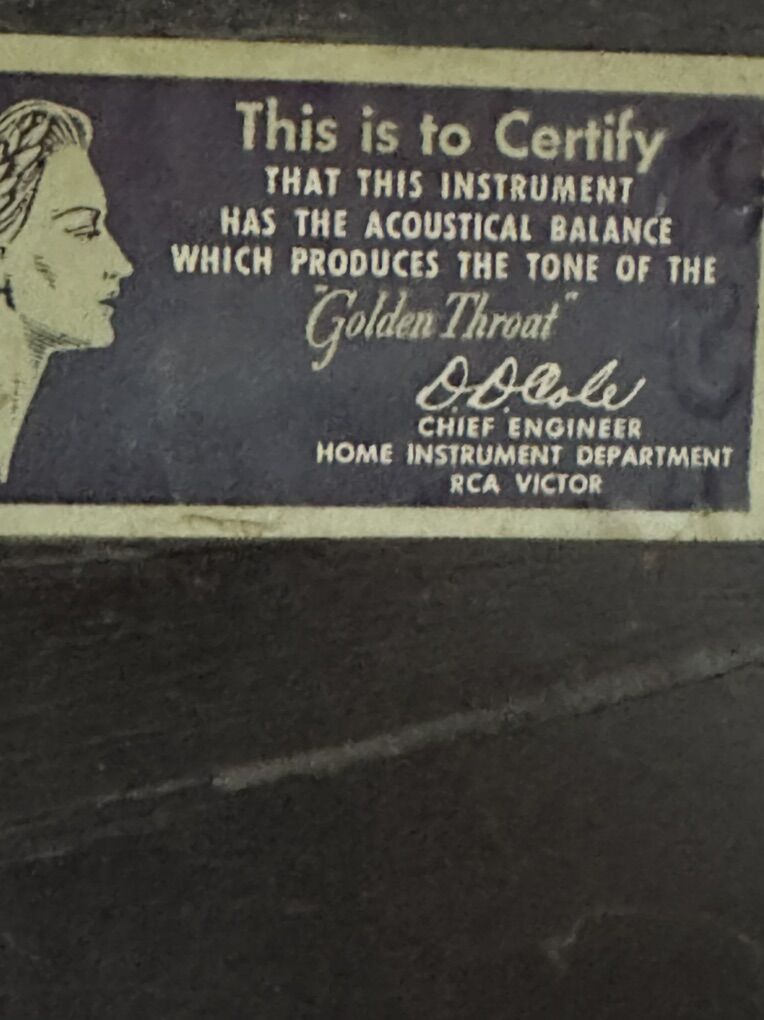 This is to Certify
THAT THIS INSTRUMENT
HAS THE ACOUSTICAL BALANCE
WHICH PRODUCES THE TONE OF THE
"Golden Throat"
D.D. Cole
CHIEF ENGINEER
HOME INSTRUMENT DEPARTMENT
RCA VICTOR